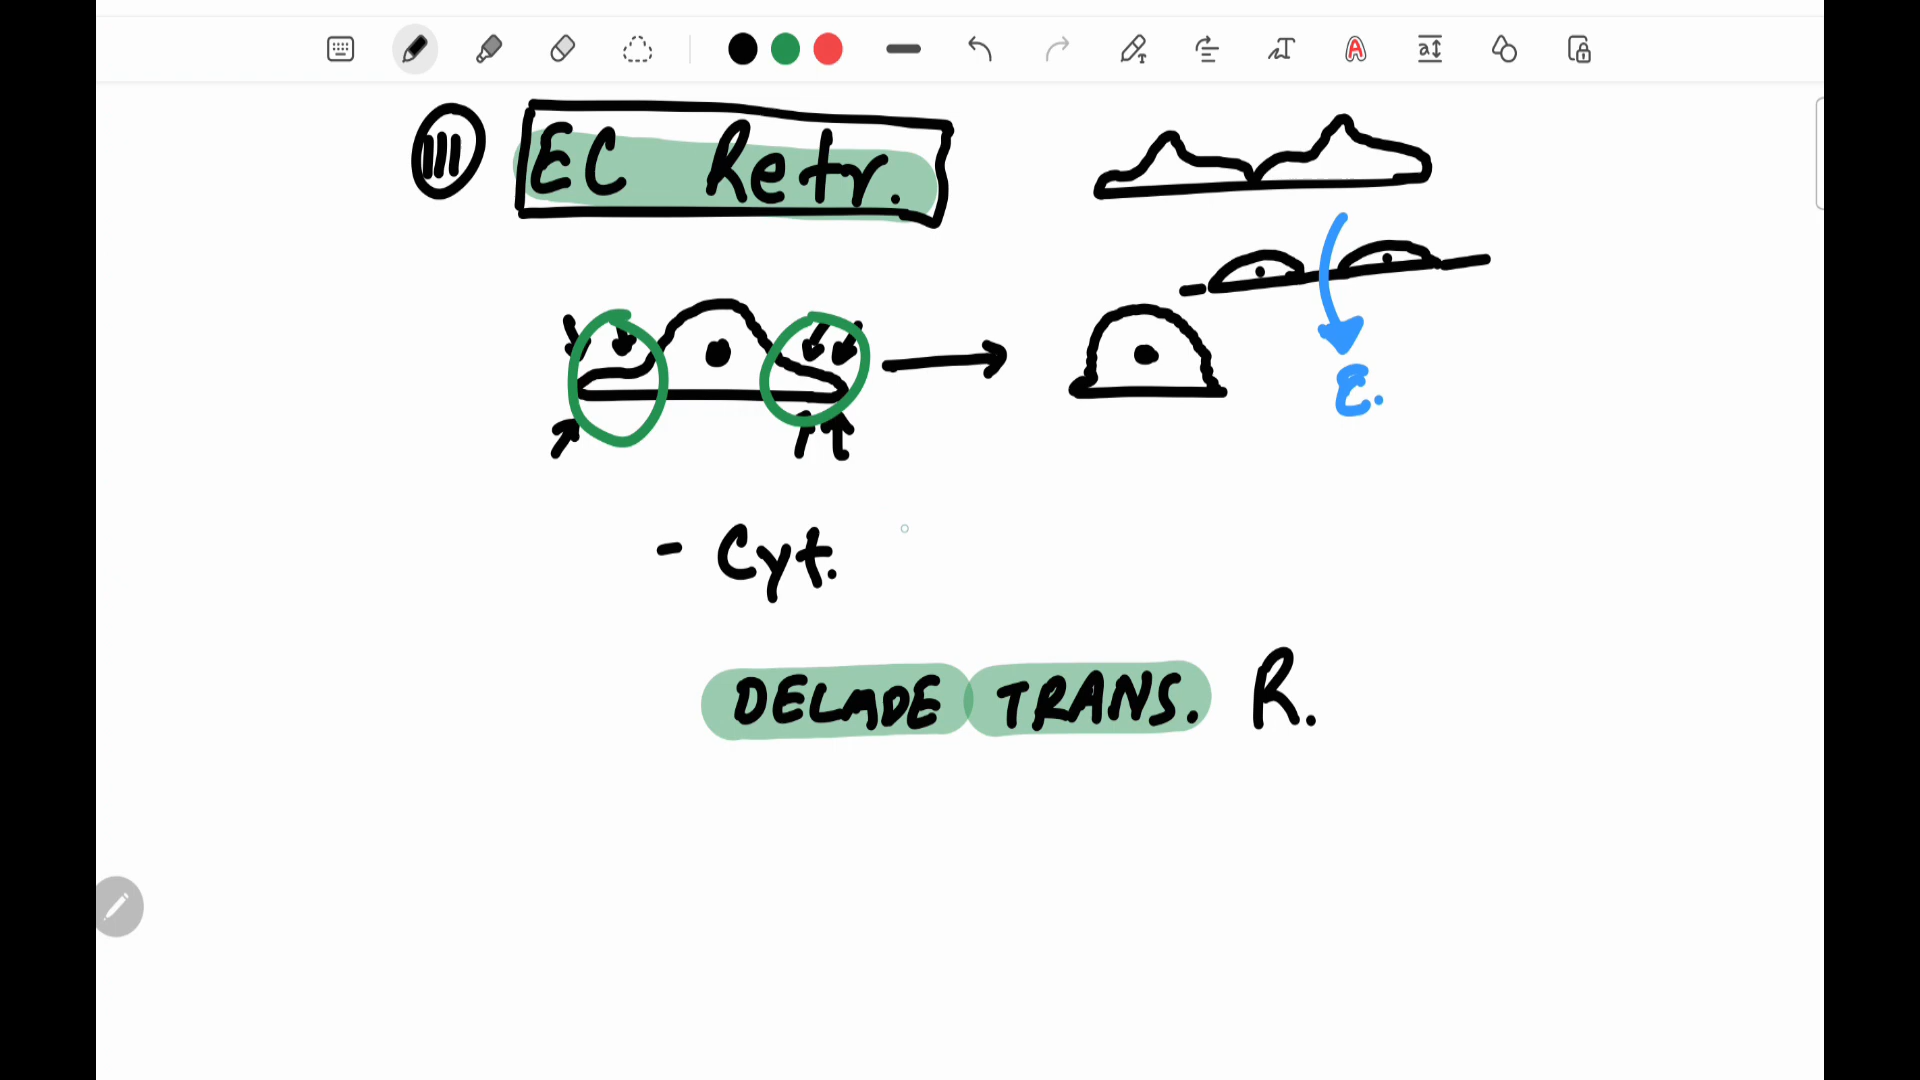 III EC Retr.
E.
- Cyt.
DELADE TRANS. R.